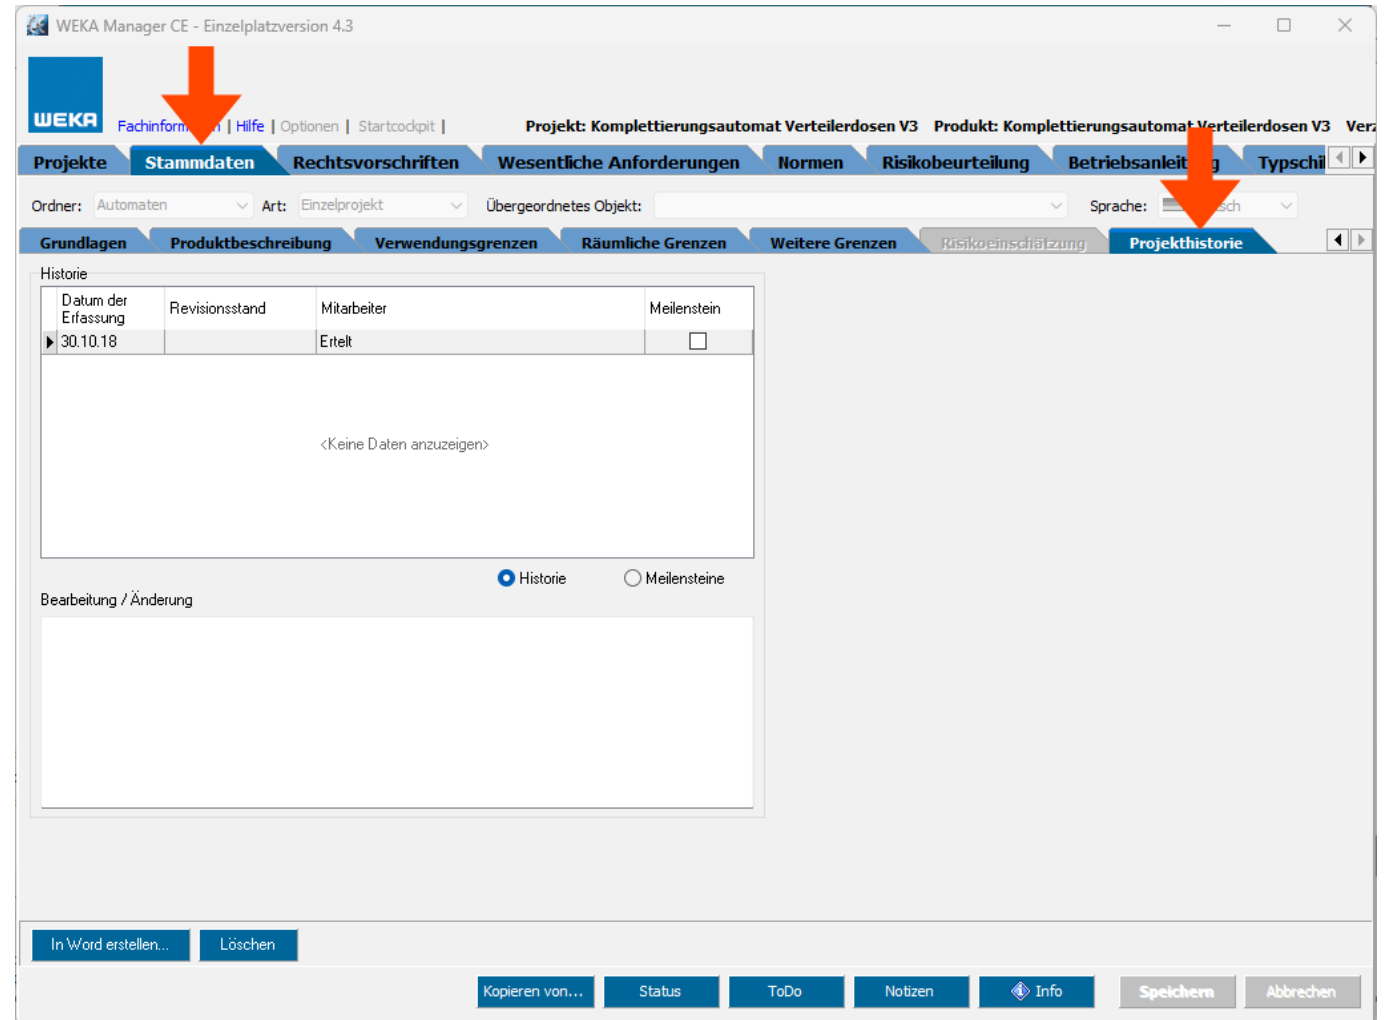 WEKA Manager CE - Einzelplatzversion 4.3
WEKA
| Hilfe | Optionen | Startcockpit |
Projekt: Komplettierungsautomat Verteilerdosen V3 Produkt: Komplettierungsautomat Verteilerdosen V3
Projekte Stammdaten Rechtsvorschriften Wesentliche Anforderungen Normen Risikobeurteilung
Ordner: Automaten Art: Einzelprojekt Übergeordnetes Objekt: Sprache:
Grundlagen Produktbeschreibung Verwendungsgrenzen Räumliche Grenzen Weitere Grenzen Risikoeinschätzung Projekthistorie
Historie
Datum der
Erfassung
Revisionsstand Mitarbeiter Meilenstein
30.10.18 Ertelt
<Keine Daten anzuzeigen>
Historie Meilensteine
Bearbeitung / Änderung
In Word erstellen... Löschen
Kopieren von... Status ToDo Notizen Info Speichern Abbrechen